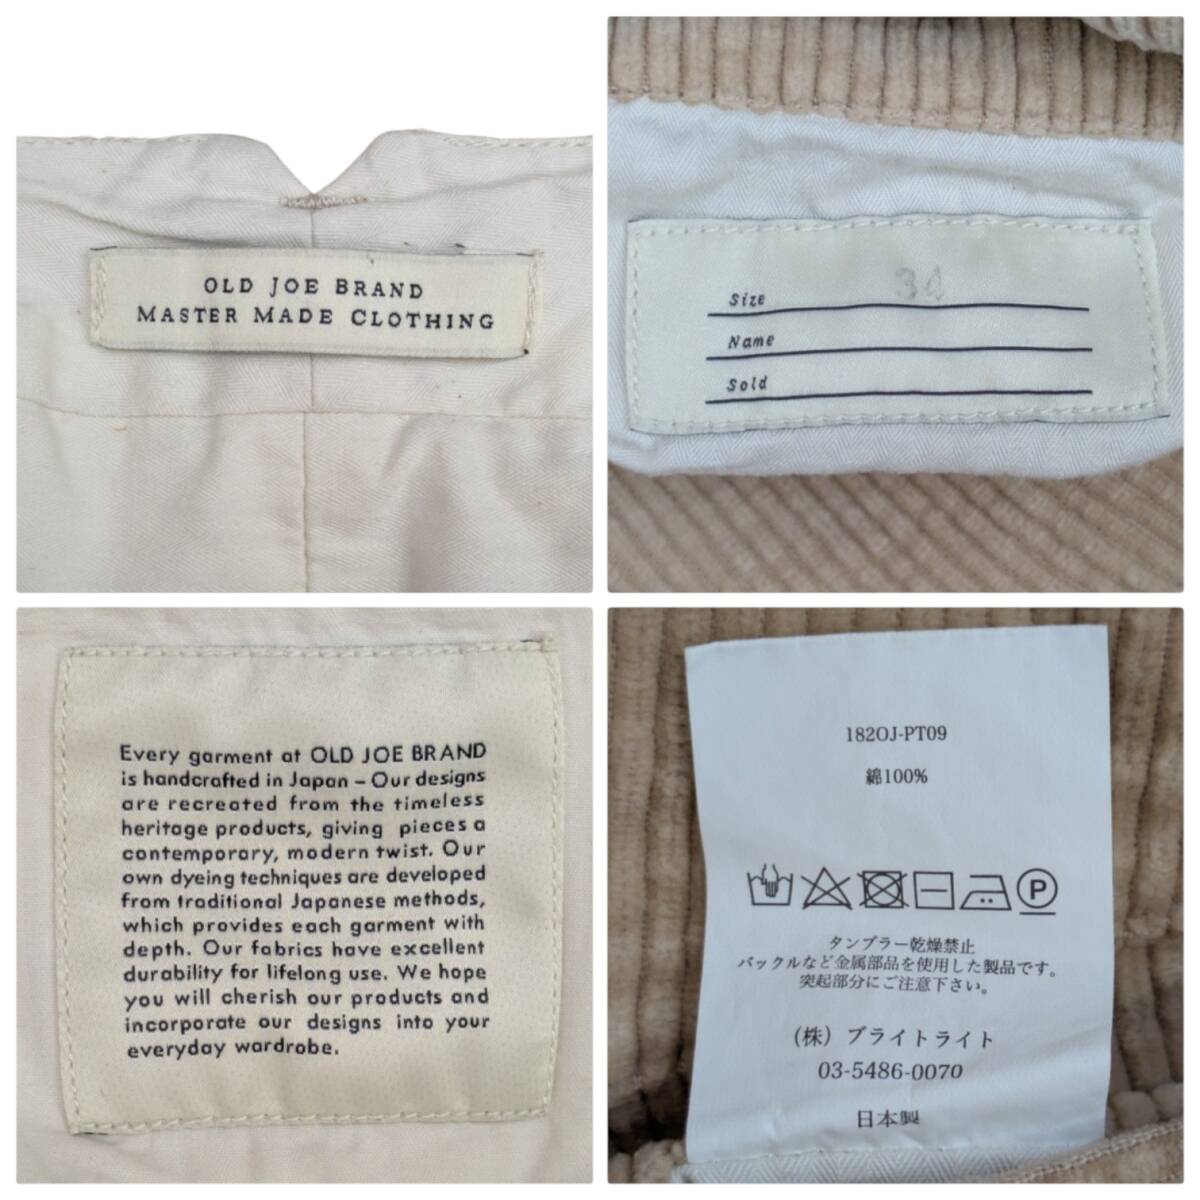 OLD JOE BRAND
MASTER MADE CLOTHING
Size 34
Name
Sold
Every garment at OLD JOE BRAND
is handcrafted in Japan – Our designs
are recreated from the timeless
heritage products, giving pieces a
contemporary, modern twist. Our
own dyeing techniques are developed
from traditional Japanese methods,
which provides each garment with
depth. Our fabrics have excellent
durability for lifelong use. We hope
you will cherish our products and
incorporate our designs into your
everyday wardrobe.
182OJ-PT09
綿100%
P
タンブラー乾燥禁止
バックルなど金属部品を使用した製品です。
突起部分にご注意下さい。
(株) ブライトライト
03-5486-0070
日本製